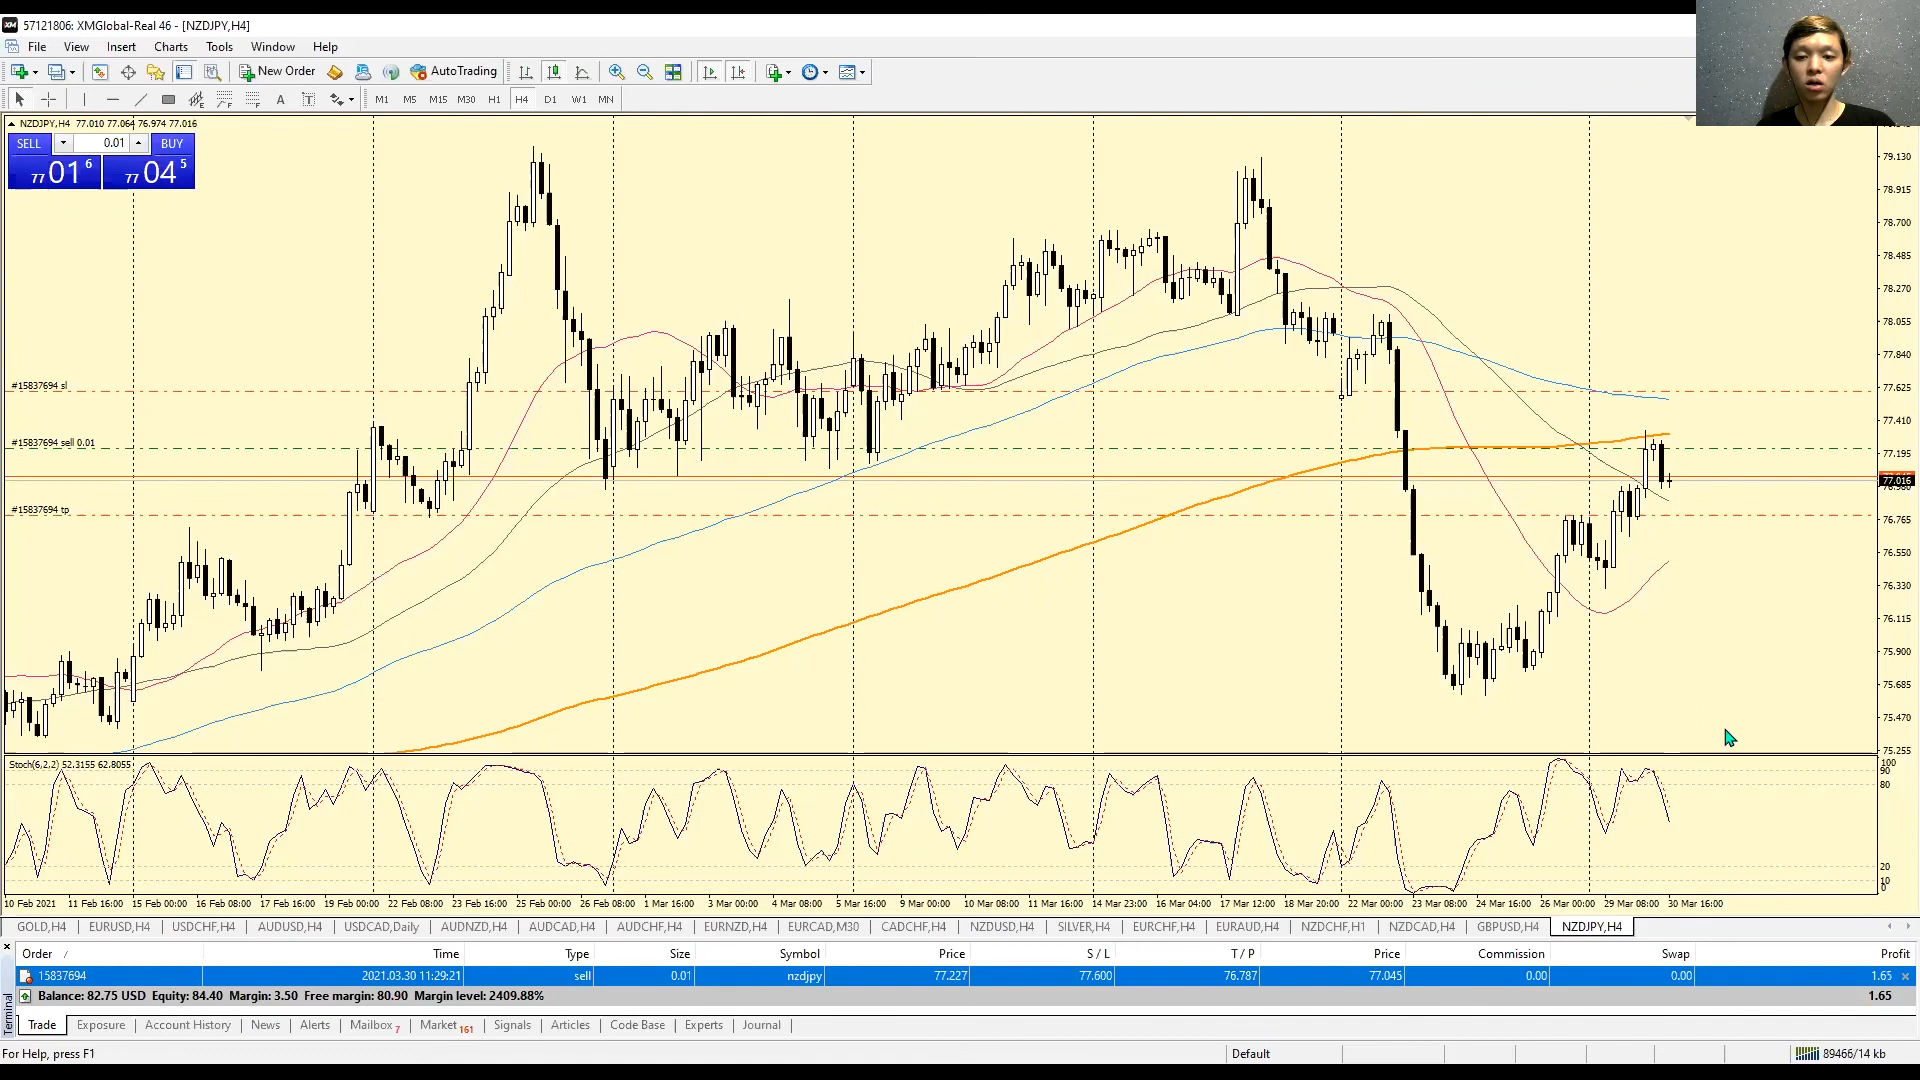 57121806: XMGlobal-Real 46 - [NZDJPY,H4]
File View Insert Charts Tools Window Help
New Order AutoTrading
A T M1 M5 M15 M30 H1 H4 D1 W1 MN
NZDJPY,H4 77.010 77.064 76.974 77.016
SELL 0.01 BUY
77 01 6 77 04 5
79.130
78.915
78.700
78.485
78.270
78.055
77.840
77.625
77.410
77.195
77.016
76.980
76.765
76.550
76.330
76.115
75.900
75.685
75.470
75.255
#15837694 sl
#15837694 sell 0.01
#15837694 tp
Stoch(6,2,2) 52.3155 62.8055
100
90
80
20
10
0
10 Feb 2021 11 Feb 16:00 15 Feb 00:00 16 Feb 08:00 17 Feb 16:00 19 Feb 00:00 22 Feb 08:00 23 Feb 16:00 25 Feb 00:00 26 Feb 08:00 1 Mar 16:00 3 Mar 00:00 4 Mar 08:00 5 Mar 16:00 9 Mar 00:00 10 Mar 08:00 11 Mar 16:00 14 Mar 23:00 16 Mar 04:00 17 Mar 12:00 18 Mar 20:00 22 Mar 00:00 23 Mar 08:00 24 Mar 16:00 26 Mar 00:00 29 Mar 08:00 30 Mar 16:00
GOLD,H4 EURUSD,H4 USDCHF,H4 AUDUSD,H4 USDCAD,Daily AUDNZD,H4 AUDCAD,H4 AUDCHF,H4 EURNZD,H4 EURCAD,M30 CADCHF,H4 NZDUSD,H4 SILVER,H4 EURCHF,H4 EURAUD,H4 NZDCHF,H1 NZDCAD,H4 GBPUSD,H4 NZDJPY,H4
Order / Time Type Size Symbol Price S / L T / P Price Commission Swap Profit
15837694 2021.03.30 11:29:21 sell 0.01 nzdjpy 77.227 77.600 76.787 77.045 0.00 0.00 1.65
Balance: 82.75 USD Equity: 84.40 Margin: 3.50 Free margin: 80.90 Margin level: 2409.88% 1.65
Terminal
Trade Exposure Account History News Alerts Mailbox 7 Market 161 Signals Articles Code Base Experts Journal
For Help, press F1 Default 89466/14 kb